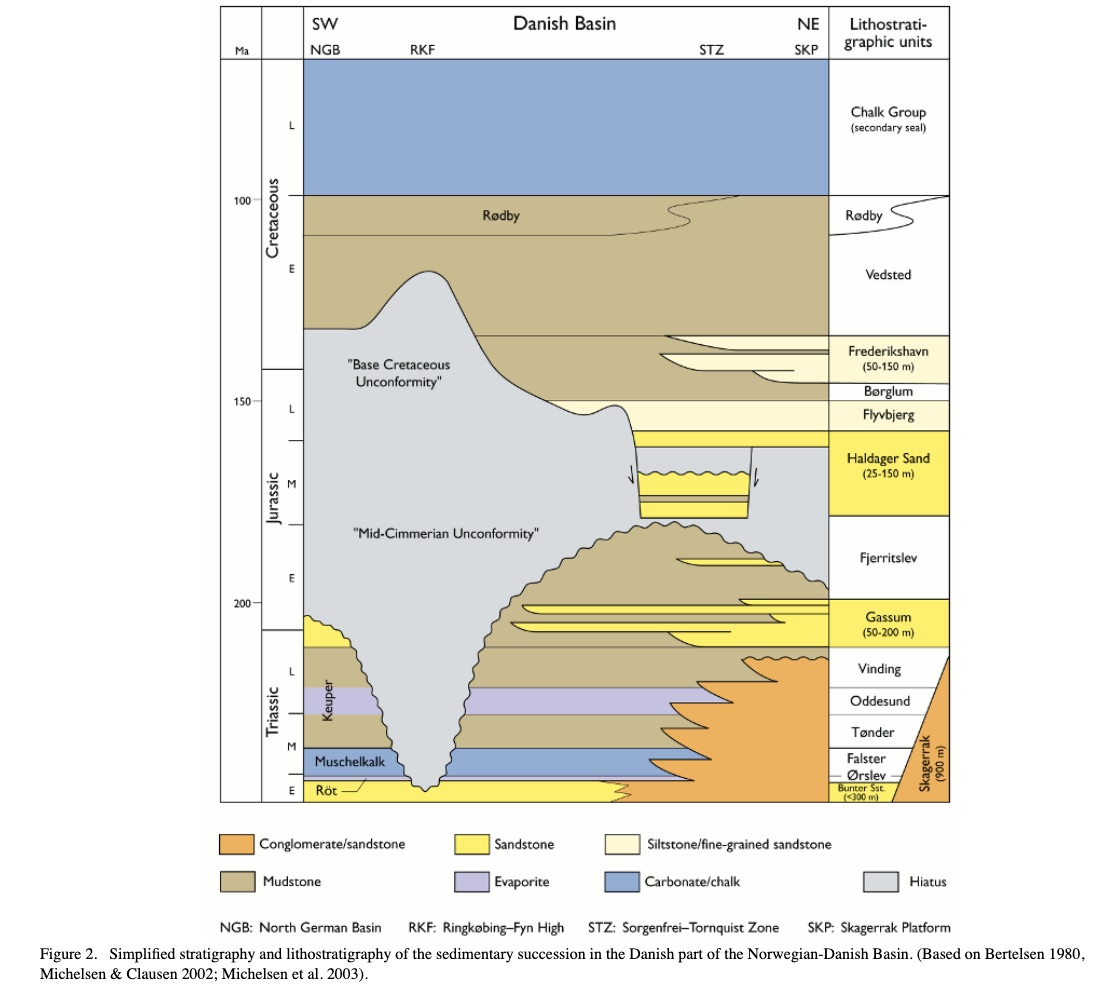 SW Danish Basin NE
NGB RKF STZ SKP
Ma
Lithostrati-
graphic units
Chalk Group
(secondary seal)
L
100
Cretaceous
Rødby
Rødby
E
Vedsted
"Base Cretaceous
Unconformity"
Frederikshavn
(50-150 m)
Børglum
150
L
Flyvbjerg
Haldager Sand
(25-150 m)
Jurassic
M
"Mid-Cimmerian Unconformity"
Fjerritslev
E
200
Gassum
(50-200 m)
Triassic
L
Keuper
Vinding
Oddesund
Tønder
M
Muschelkalk
Falster
Ørslev
E
Röt
Bunter Sst.
(<300 m)
Skagerrak
(900 m)
Conglomerate/sandstone Sandstone Siltstone/fine-grained sandstone
Mudstone Evaporite Carbonate/chalk Hiatus
NGB: North German Basin RKF: Ringkøbing–Fyn High STZ: Sorgenfrei–Tornquist Zone SKP: Skagerrak Platform
Figure 2. Simplified stratigraphy and lithostratigraphy of the sedimentary succession in the Danish part of the Norwegian-Danish Basin. (Based on Bertelsen 1980,
Michelsen & Clausen 2002; Michelsen et al. 2003).